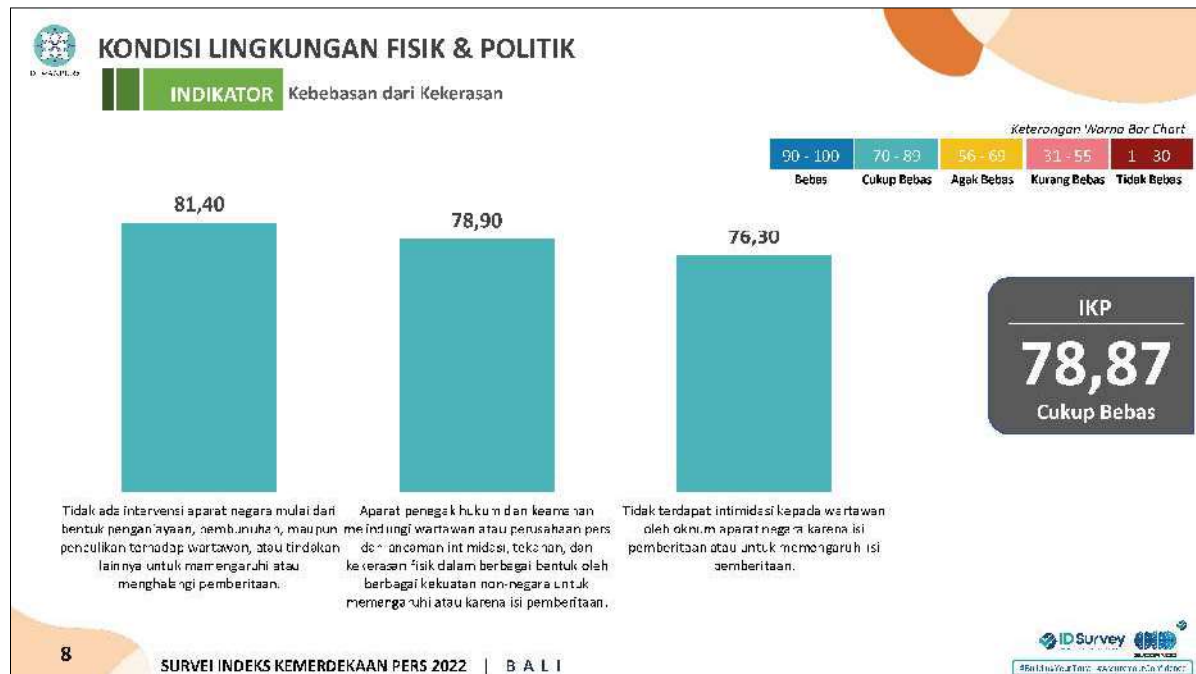 KONDISI LINGKUNGAN FISIK & POLITIK
INDIKATOR Kebebasan dari Kekerasan
Keterangan Warna Bar Chart
90 - 100 70 - 89 56 - 69 31 - 55 1 30
Bebas Cukup Bebas Agak Bebas Kurang Bebas Tidak Bebas
81,40
78,90
76,30
IKP
78,87
Cukup Bebas
Tidak ada intervensi aparat negara mulai dari
bentuk penganiayaan, pembunuhan, maupun
penculikan terhadap wartawan, atau tindakan
lainnya untuk memengaruhi atau
menghalangi pemberitaan.
Aparat penegak hukum dan keamanan
melindungi wartawan atau perusahaan pers
dari ancaman intimidasi, tekanan, dan
kekerasan fisik dalam berbagai bentuk oleh
berbagai kekuatan non-negara untuk
memengaruhi atau karena isi pemberitaan.
Tidak terdapat intimidasi kepada wartawan
oleh oknum aparat negara karena isi
pemberitaan atau untuk memengaruhi isi
pemberitaan.
8
SURVEI INDEKS KEMERDEKAAN PERS 2022 | BALI
IDSurvey